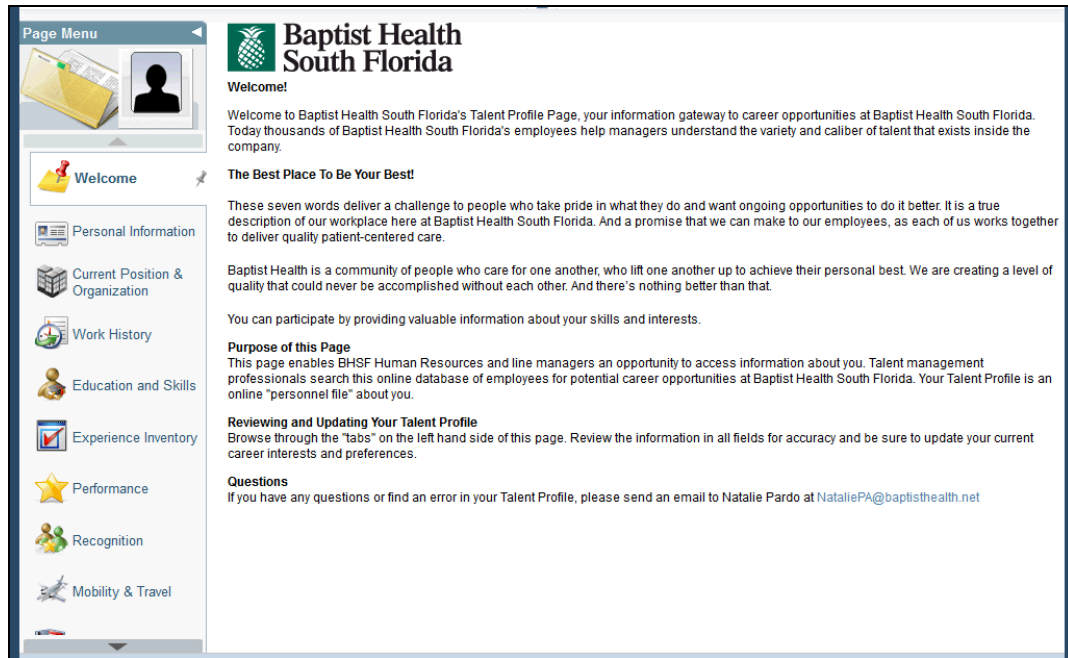 Page Menu
Welcome
Personal Information
Current Position &
Organization
Work History
Education and Skills
Experience Inventory
Performance
Recognition
Mobility & Travel
Baptist Health
South Florida
Welcome!
Welcome to Baptist Health South Florida's Talent Profile Page, your information gateway to career opportunities at Baptist Health South Florida.
Today thousands of Baptist Health South Florida's employees help managers understand the variety and caliber of talent that exists inside the
company.
The Best Place To Be Your Best!
These seven words deliver a challenge to people who take pride in what they do and want ongoing opportunities to do it better. It is a true
description of our workplace here at Baptist Health South Florida. And a promise that we can make to our employees, as each of us works together
to deliver quality patient-centered care.
Baptist Health is a community of people who care for one another, who lift one another up to achieve their personal best. We are creating a level of
quality that could never be accomplished without each other. And there's nothing better than that.
You can participate by providing valuable information about your skills and interests.
Purpose of this Page
This page enables BHSF Human Resources and line managers an opportunity to access information about you. Talent management
professionals search this online database of employees for potential career opportunities at Baptist Health South Florida. Your Talent Profile is an
online "personnel file" about you.
Reviewing and Updating Your Talent Profile
Browse through the "tabs" on the left hand side of this page. Review the information in all fields for accuracy and be sure to update your current
career interests and preferences.
Questions
If you have any questions or find an error in your Talent Profile, please send an email to Natalie Pardo at NataliePA@baptisthealth.net